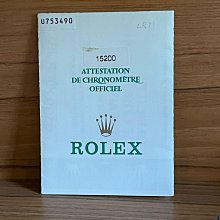 U753490
15200
ATTESTATION
DE CHRONOMÈTRE
OFFICIEL
ROLEX